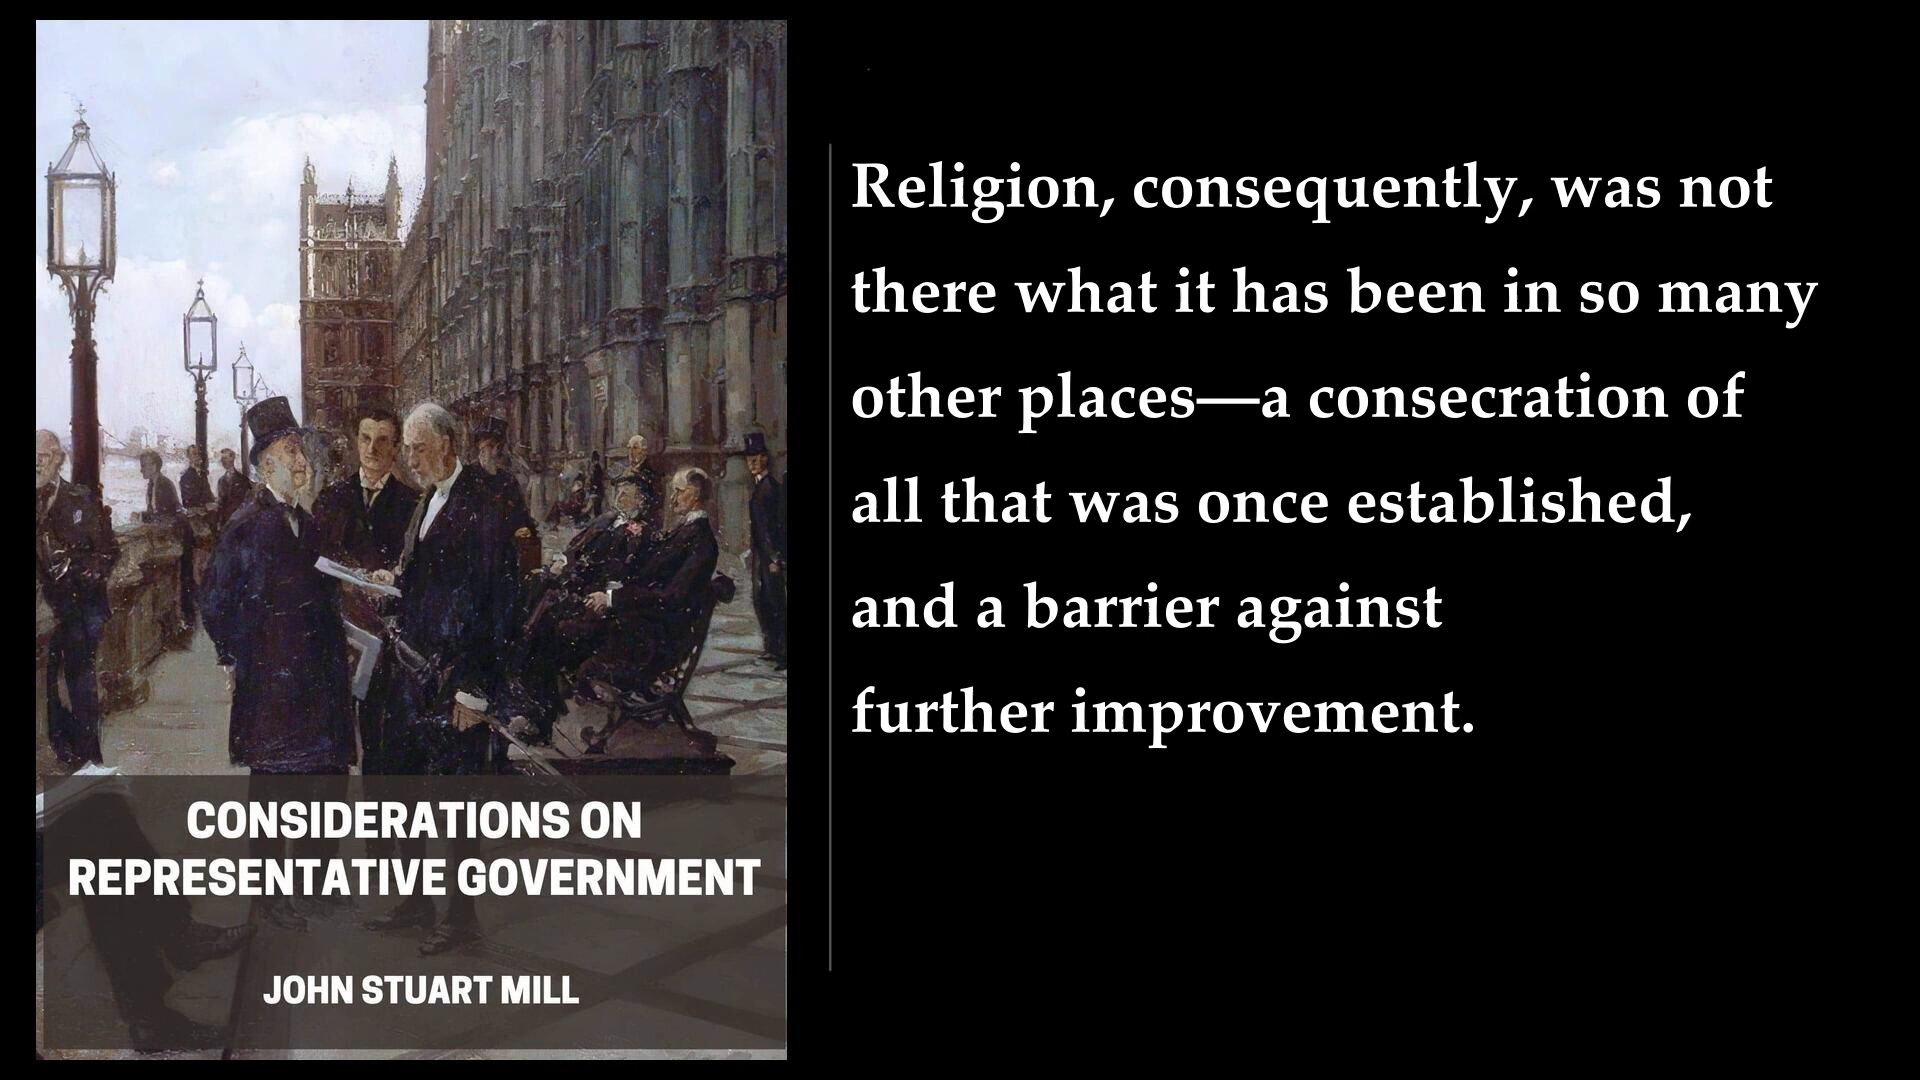 CONSIDERATIONS ON
REPRESENTATIVE GOVERNMENT
JOHN STUART MILL
Religion, consequently, was not
there what it has been in so many
other places—a consecration of
all that was once established,
and a barrier against
further improvement.